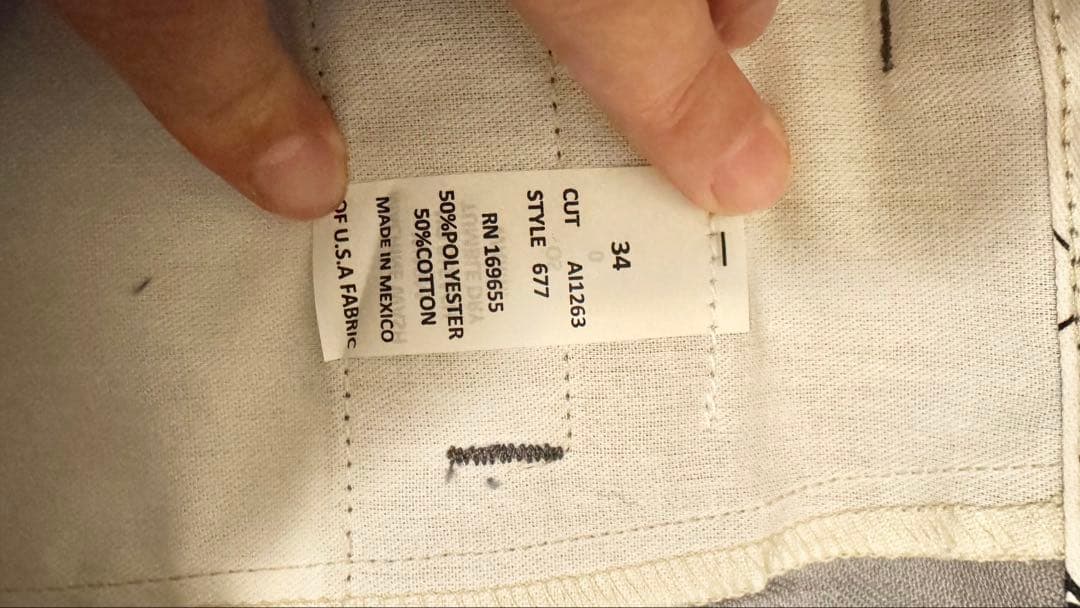 34
CUT AI1263
STYLE 677
RN 169655
50%POLYESTER
50%COTTON
MADE IN MEXICO
OF U.S.A FABRIC